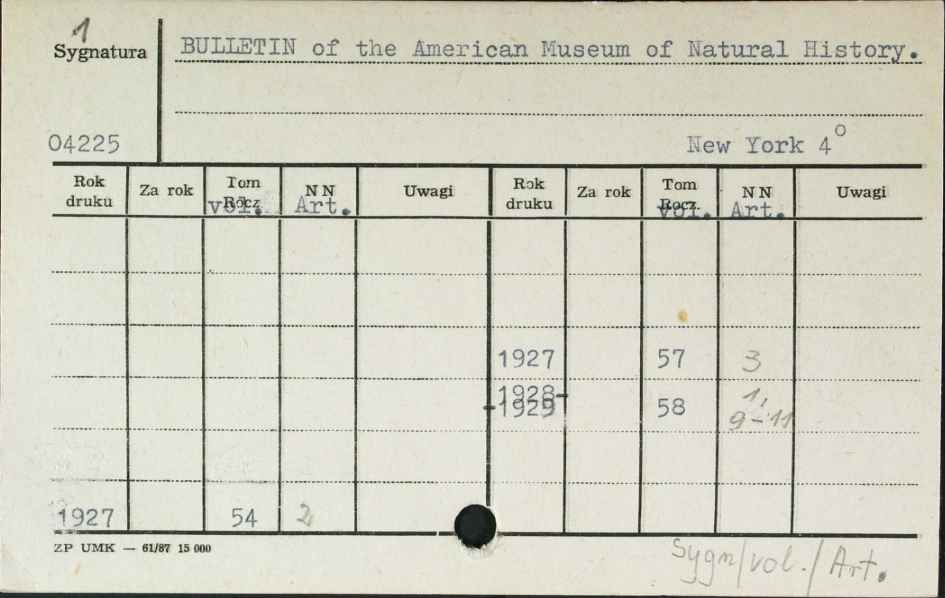 1
Sygnatura
BULLETIN of the American Museum of Natural History.
04225
New York 4°
Rok druku Za rok Tom Rocz. NN Uwagi Rok druku Za rok Tom Rocz. NN Uwagi
vol. Art. vol. Art.
1927 57 3
1928-
-1929 58 1, 9-11
1927 54 2
ZP UMK — 61/87 15 000
Sygn/vol./Art.